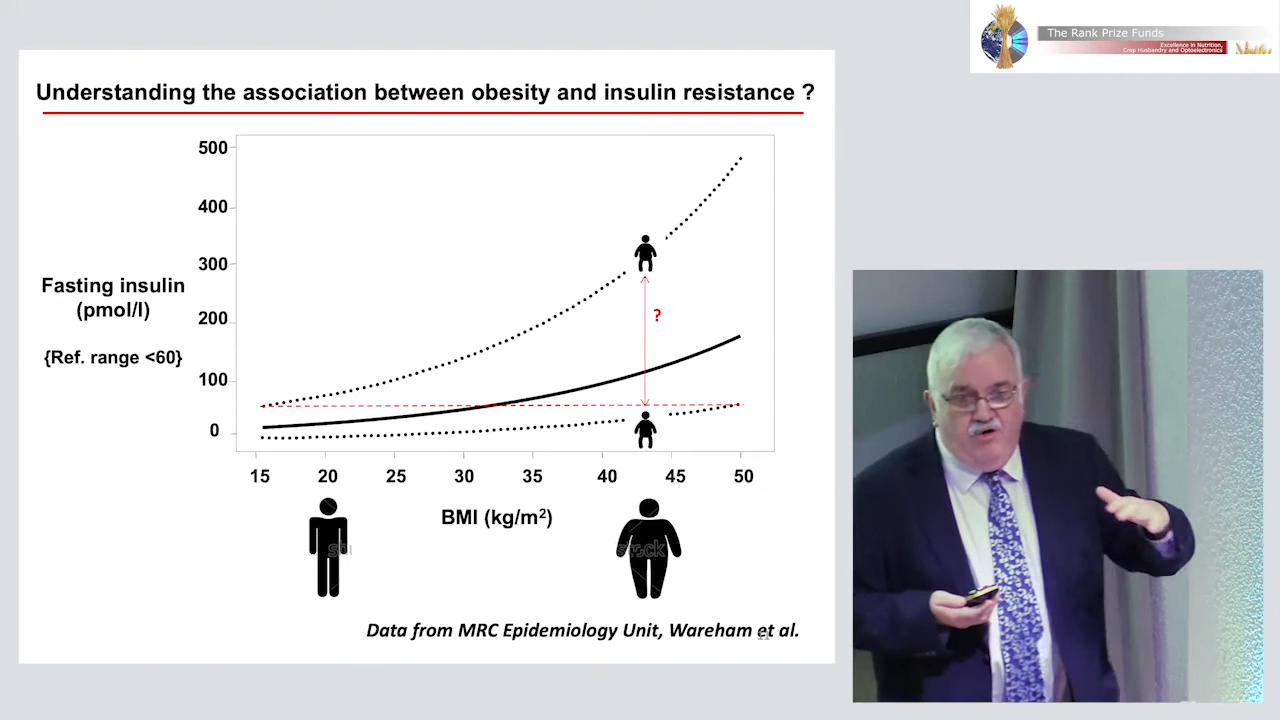 The Rank Prize Funds
Excellence in Nutrition,
Crop Husbandry and Optoelectronics
Understanding the association between obesity and insulin resistance ?
500
400
300
200
100
0
Fasting insulin
(pmol/l)
{Ref. range <60}
?
15 20 25 30 35 40 45 50
BMI (kg/m²)
stock
Data from MRC Epidemiology Unit, Wareham et al.
11